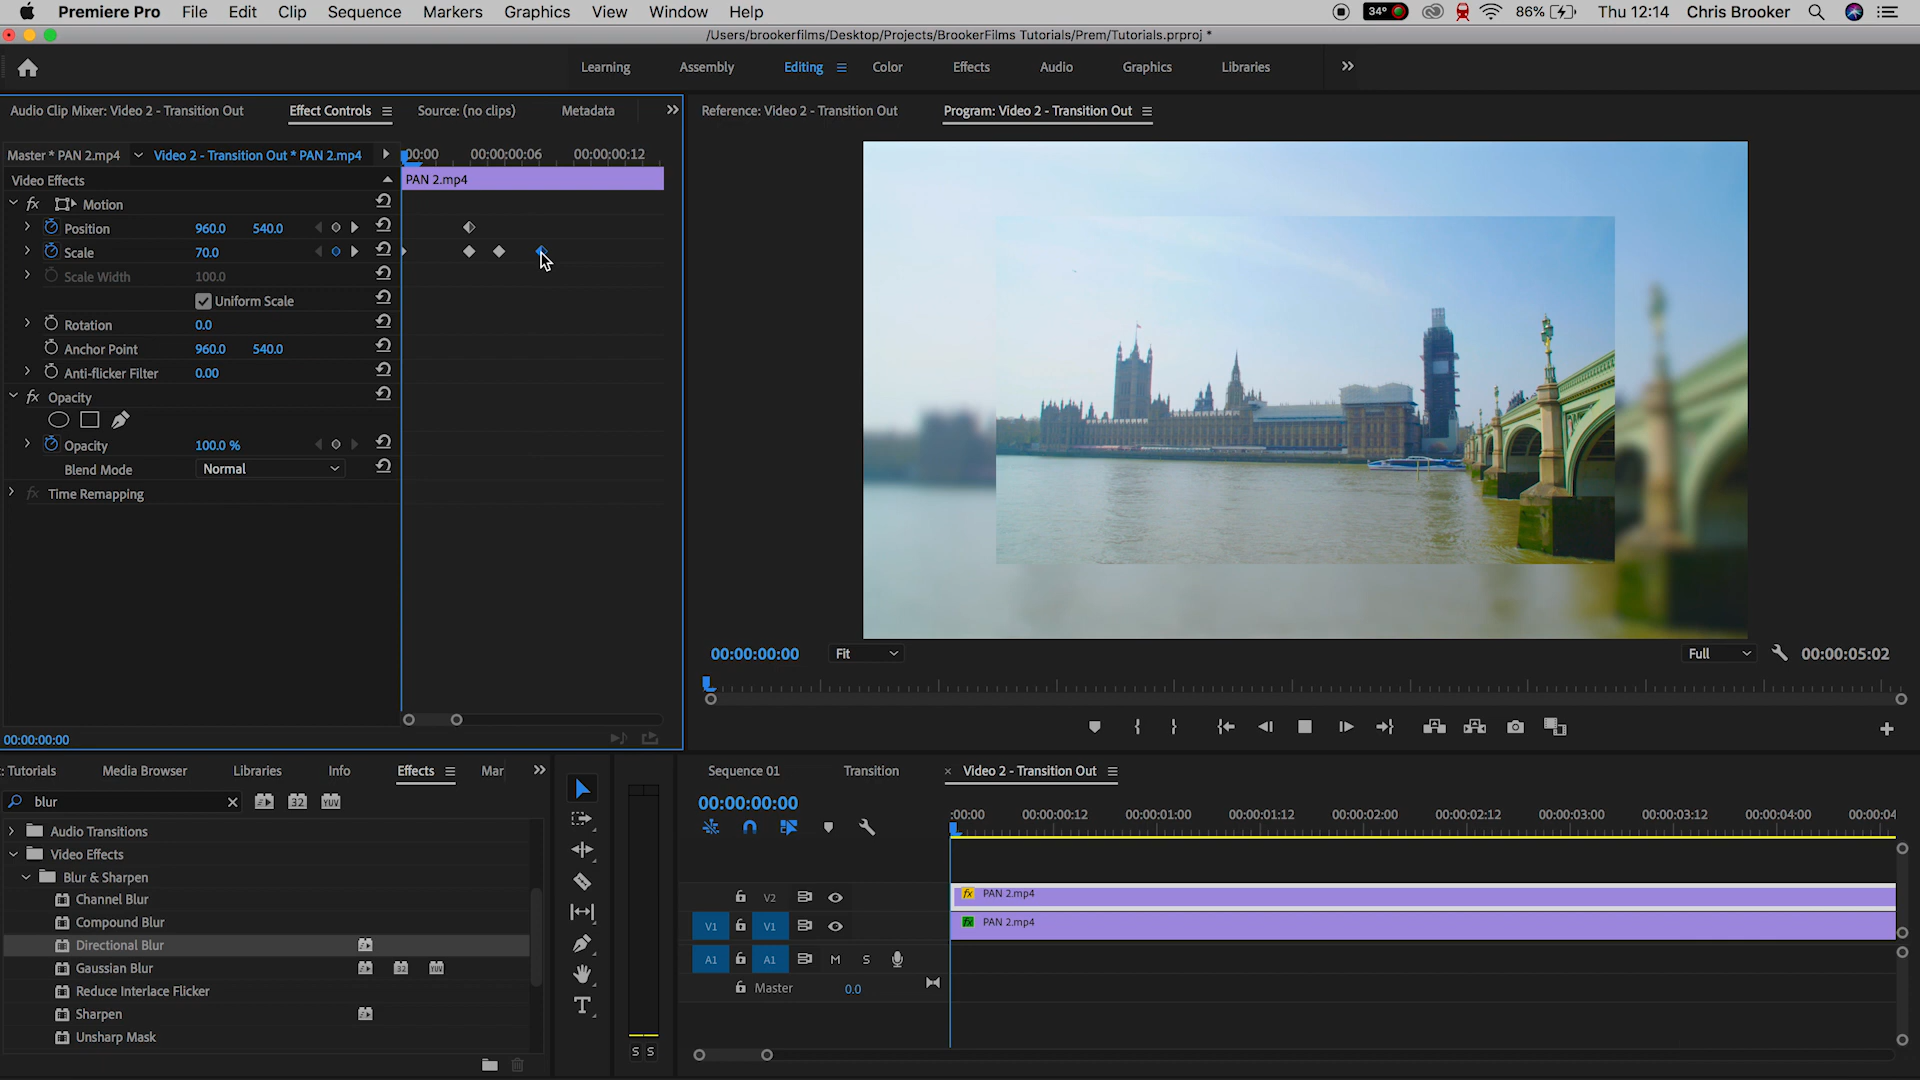 Premiere Pro File Edit Clip Sequence Markers Graphics View Window Help 34° 86% Thu 12:14 Chris Brooker
/Users/brookerfilms/Desktop/Projects/BrookerFilms Tutorials/Prem/Tutorials.prproj *
Learning Assembly Editing Color Effects Audio Graphics Libraries
Audio Clip Mixer: Video 2 - Transition Out Effect Controls Source: (no clips) Metadata
Reference: Video 2 - Transition Out Program: Video 2 - Transition Out
Master * PAN 2.mp4 Video 2 - Transition Out * PAN 2.mp4 00:00 00:00:00:06 00:00:00:12
Video Effects PAN 2.mp4
fx Motion
Position 960.0 540.0
Scale 70.0
Scale Width 100.0
Uniform Scale
Rotation 0.0
Anchor Point 960.0 540.0
Anti-flicker Filter 0.00
fx Opacity
Opacity 100.0 %
Blend Mode Normal
fx Time Remapping
00:00:00:00
00:00:00:00 Fit Full 00:00:05:02
: Tutorials Media Browser Libraries Info Effects Mar
blur 32 YUV
Audio Transitions
Video Effects
Blur & Sharpen
Channel Blur
Compound Blur
Directional Blur
Gaussian Blur 32 YUV
Reduce Interlace Flicker
Sharpen
Unsharp Mask
T
S S
Sequence 01 Transition × Video 2 - Transition Out
00:00:00:00
:00:00 00:00:00:12 00:00:01:00 00:00:01:12 00:00:02:00 00:00:02:12 00:00:03:00 00:00:03:12 00:00:04:00 00:00:04
V2 fx PAN 2.mp4
V1 V1 fx PAN 2.mp4
A1 A1 M S
Master 0.0